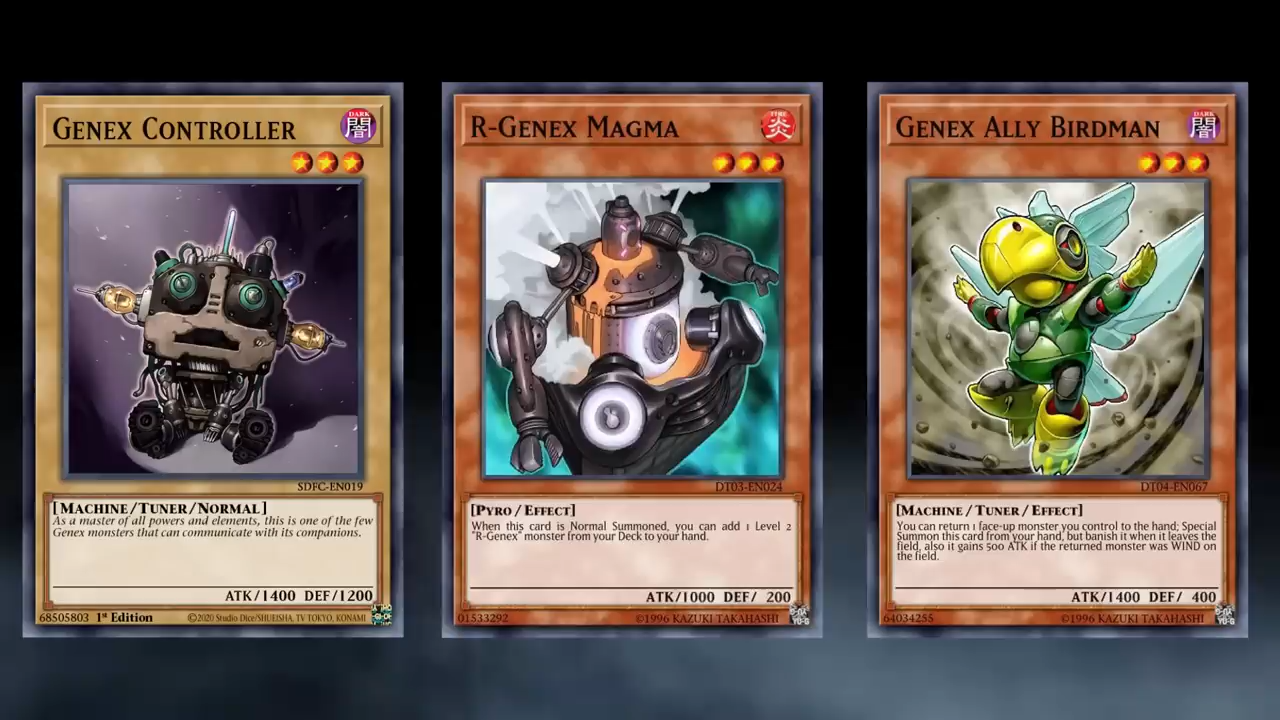 GENEX CONTROLLER
DARK
闇
SDFC-EN019
[MACHINE/TUNER/NORMAL]
As a master of all powers and elements, this is one of the few
Genex monsters that can communicate with its companions.
ATK/1400 DEF/1200
68505803 1st Edition ©2020 Studio Dice/SHUEISHA, TV TOKYO, KONAMI
R-GENEX MAGMA
FIRE
炎
DT03-EN024
[PYRO/EFFECT]
When this card is Normal Summoned, you can add 1 Level 2
"R-Genex" monster from your Deck to your hand.
ATK/1000 DEF/ 200
01533292 ©1996 KAZUKI TAKAHASHI
GENEX ALLY BIRDMAN
DARK
闇
DT04-EN067
[MACHINE/TUNER/EFFECT]
You can return 1 face-up monster you control to the hand; Special
Summon this card from your hand, but banish it when it leaves the
field, also it gains 500 ATK if the returned monster was WIND on
the field.
ATK/1400 DEF/ 400
64034255 ©1996 KAZUKI TAKAHASHI